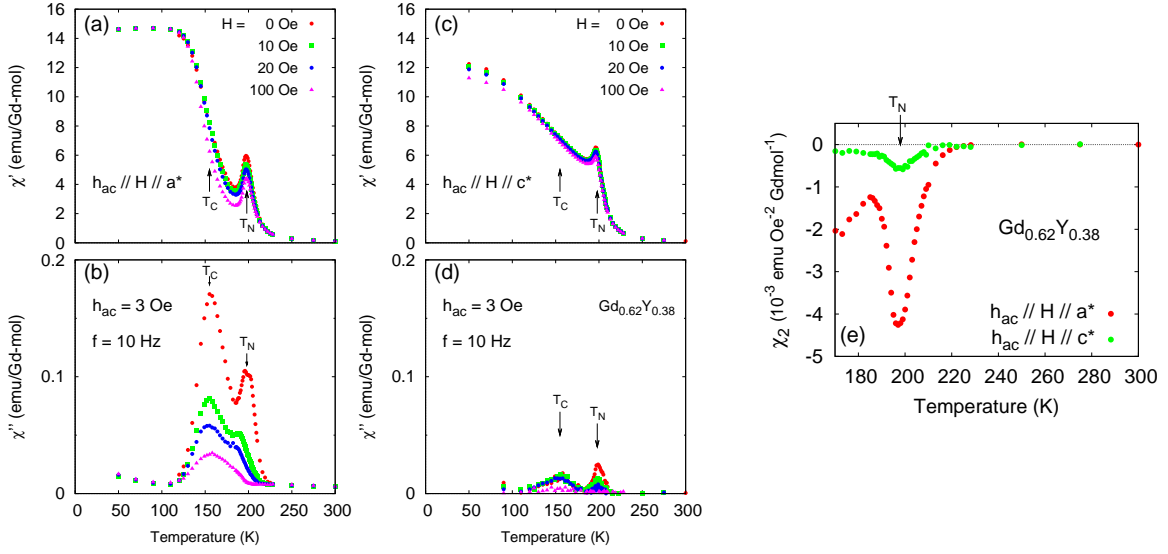 (a)
H = 0 Oe
10 Oe
20 Oe
100 Oe
16
14
12
10
8
6
4
2
0
χ' (emu/Gd-mol)
h_ac // H // a*
T_C
T_N
(c)
H = 0 Oe
10 Oe
20 Oe
100 Oe
16
14
12
10
8
6
4
2
0
χ' (emu/Gd-mol)
h_ac // H // c*
T_C
T_N
(b)
0.2
0.1
0
χ'' (emu/Gd-mol)
h_ac = 3 Oe
f = 10 Hz
T_C
T_N
0 50 100 150 200 250 300
Temperature (K)
(d)
0.2
0.1
0
χ'' (emu/Gd-mol)
h_ac = 3 Oe
Gd_0.62Y_0.38
f = 10 Hz
T_C
T_N
0 50 100 150 200 250 300
Temperature (K)
T_N
0
-1
-2
-3
-4
-5
χ_2 (10^-3 emu Oe^-2 Gdmol^-1)
Gd_0.62Y_0.38
h_ac // H // a*
h_ac // H // c*
(e)
180 200 220 240 260 280 300
Temperature (K)